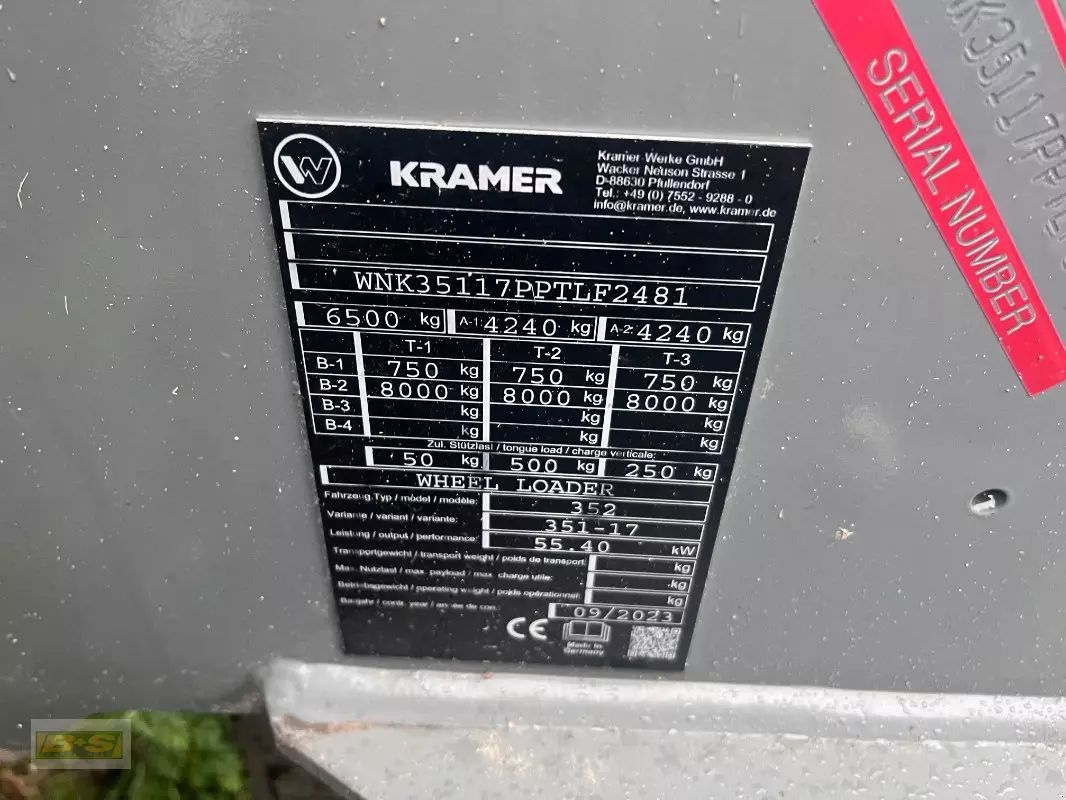 W
KRAMER
Kramer-Werke GmbH
Wacker Neuson Strasse 1
D-88630 Pfullendorf
Tel.: +49 (0) 7552 - 9288 - 0
info@kramer.de, www.kramer.de
WNK35117PPTLF2481
6500 kg A-1: 4240 kg A-2: 4240 kg
T-1 T-2 T-3
B-1 750 kg 750 kg 750 kg
B-2 8000 kg 8000 kg 8000 kg
B-3 kg kg kg
B-4 kg kg kg
Zul. Stützlast / tongue load / charge verticale:
50 kg 500 kg 250 kg
WHEEL LOADER
Fahrzeug Typ / model / modèle: 352
Variante / variant / variante: 351-17
Leistung / output / performance: 55.40 kW
Transportgewicht / transport weight / poids de transport: kg
Max. Nutzlast / max. payload / max. charge utile: kg
Betriebsgewicht / operating weight / poids opérationnel: kg
Baujahr / contr. year / année de con.: 09/2023
CE
Made in
Germany
SERIAL NUMBER
NK35117PPTL
B+S